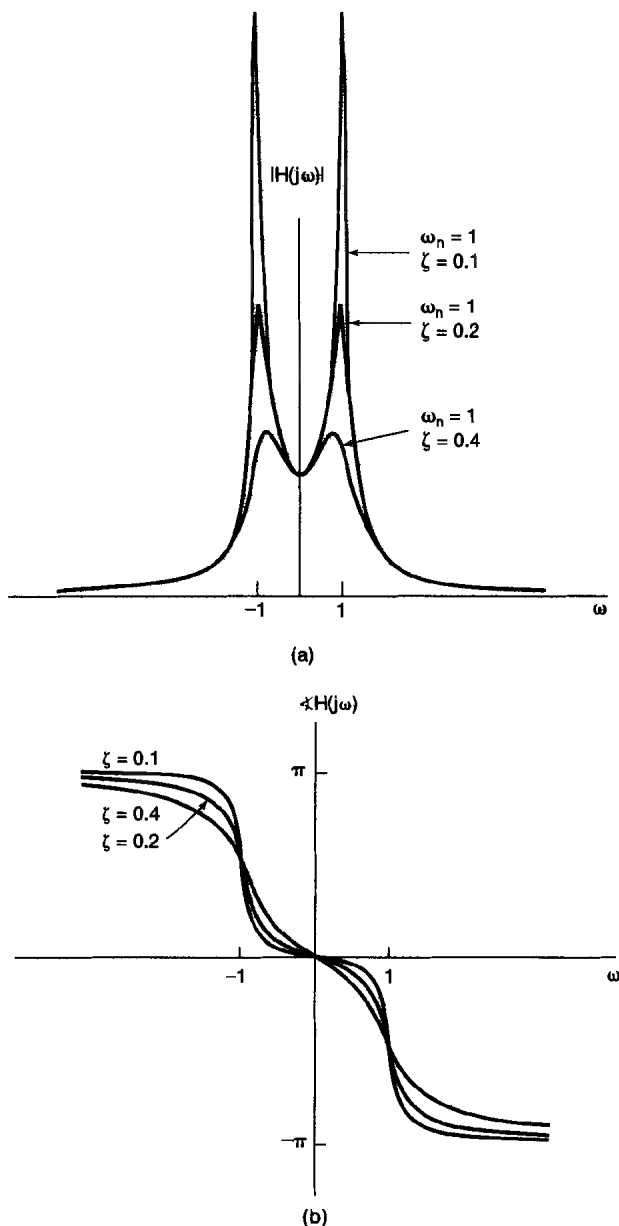 |H(jω)|
ωn = 1
ζ = 0.1
ωn = 1
ζ = 0.2
ωn = 1
ζ = 0.4
−1
1
ω
(a)
∢H(jω)
π
ζ = 0.1
ζ = 0.4
ζ = 0.2
−1
1
ω
−π
(b)